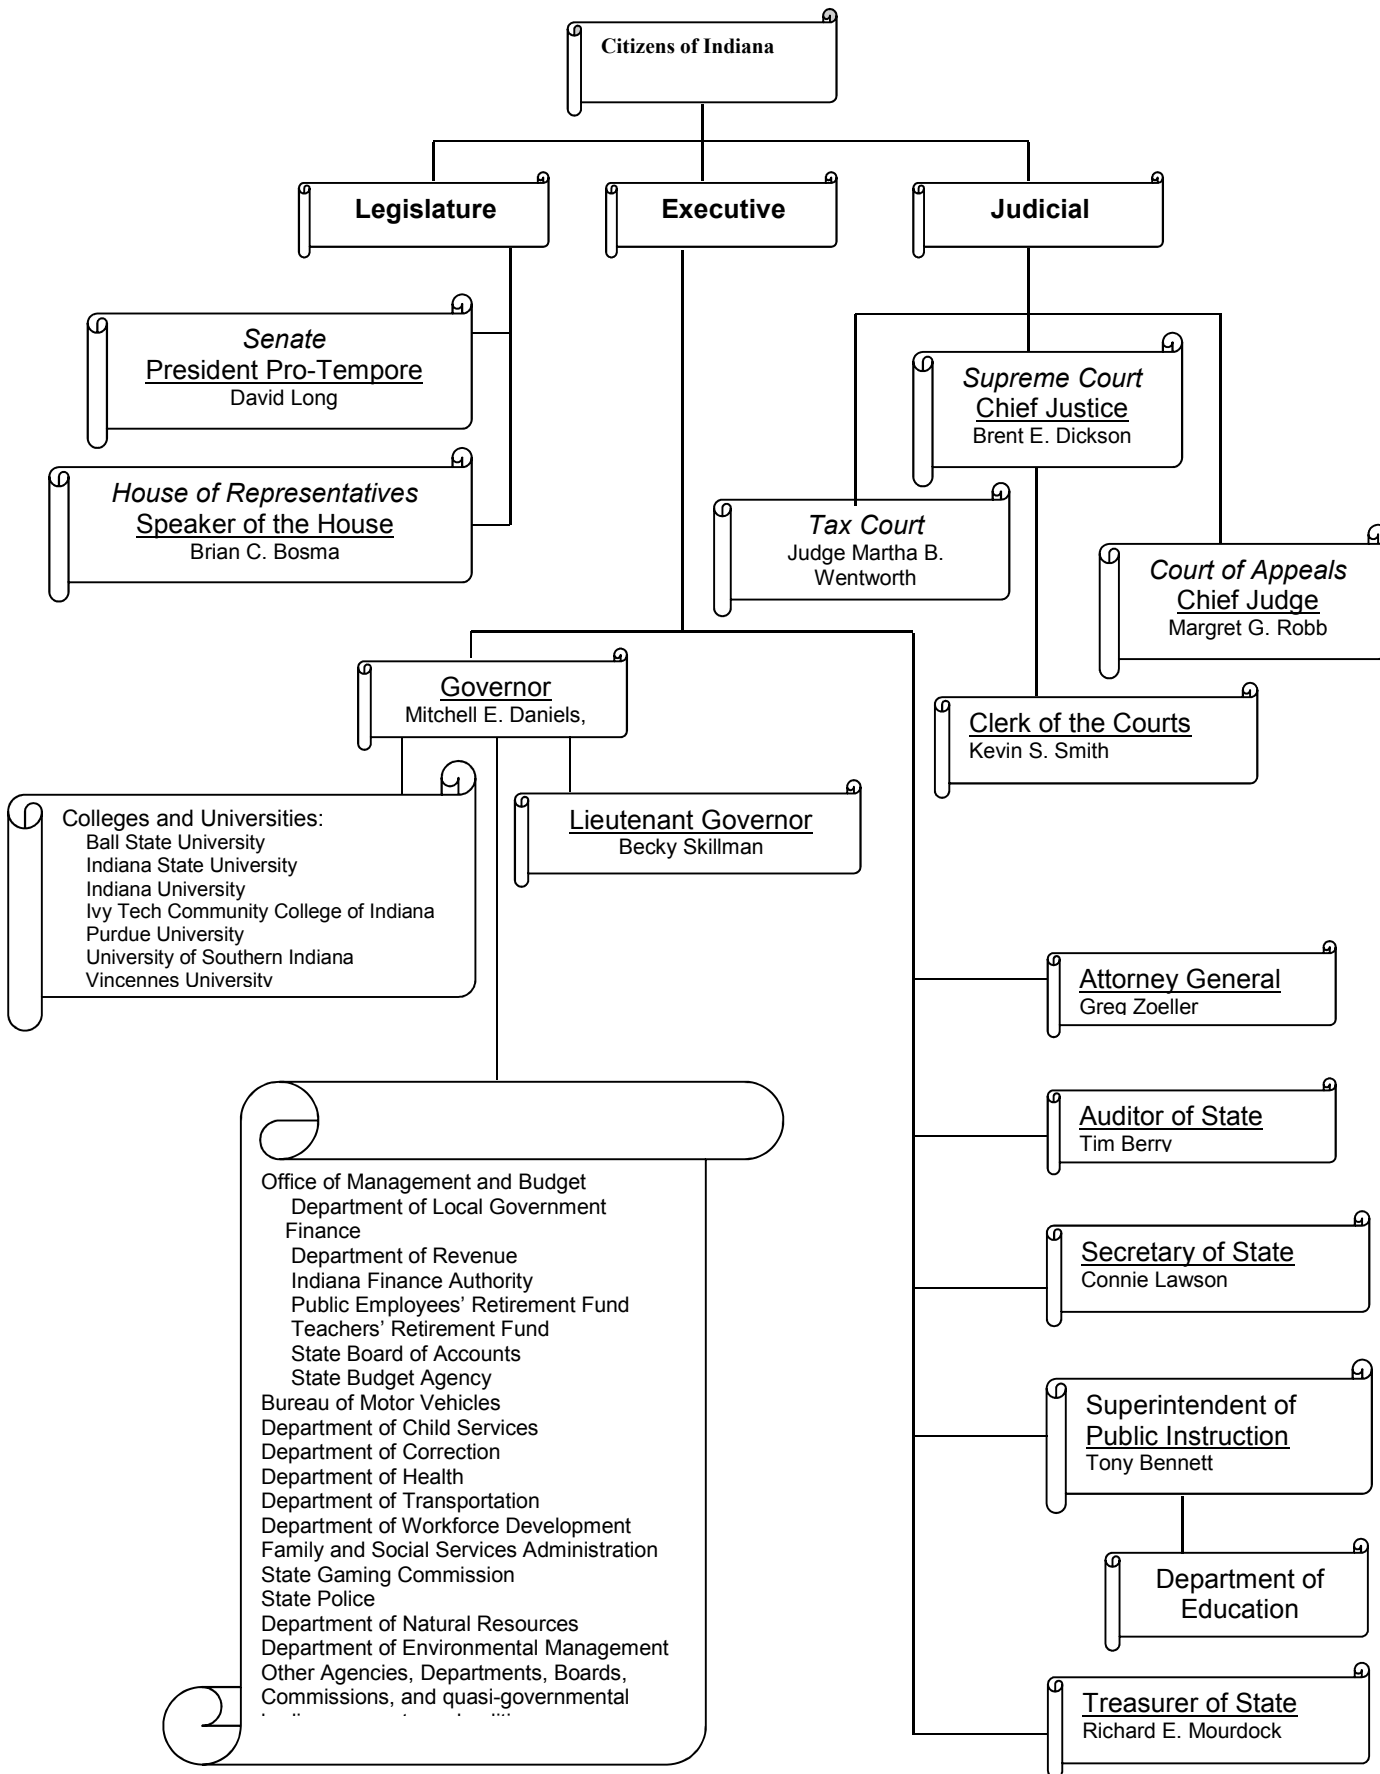 Citizens of Indiana
Legislature
Executive
Judicial
Senate
President Pro-Tempore
David Long
House of Representatives
Speaker of the House
Brian C. Bosma
Supreme Court
Chief Justice
Brent E. Dickson
Tax Court
Judge Martha B.
Wentworth
Court of Appeals
Chief Judge
Margret G. Robb
Clerk of the Courts
Kevin S. Smith
Governor
Mitchell E. Daniels,
Lieutenant Governor
Becky Skillman
Colleges and Universities:
Ball State University
Indiana State University
Indiana University
Ivy Tech Community College of Indiana
Purdue University
University of Southern Indiana
Vincennes University
Attorney General
Greg Zoeller
Auditor of State
Tim Berry
Secretary of State
Connie Lawson
Superintendent of
Public Instruction
Tony Bennett
Department of
Education
Treasurer of State
Richard E. Mourdock
Office of Management and Budget
Department of Local Government
Finance
Department of Revenue
Indiana Finance Authority
Public Employees’ Retirement Fund
Teachers’ Retirement Fund
State Board of Accounts
State Budget Agency
Bureau of Motor Vehicles
Department of Child Services
Department of Correction
Department of Health
Department of Transportation
Department of Workforce Development
Family and Social Services Administration
State Gaming Commission
State Police
Department of Natural Resources
Department of Environmental Management
Other Agencies, Departments, Boards,
Commissions, and quasi-governmental